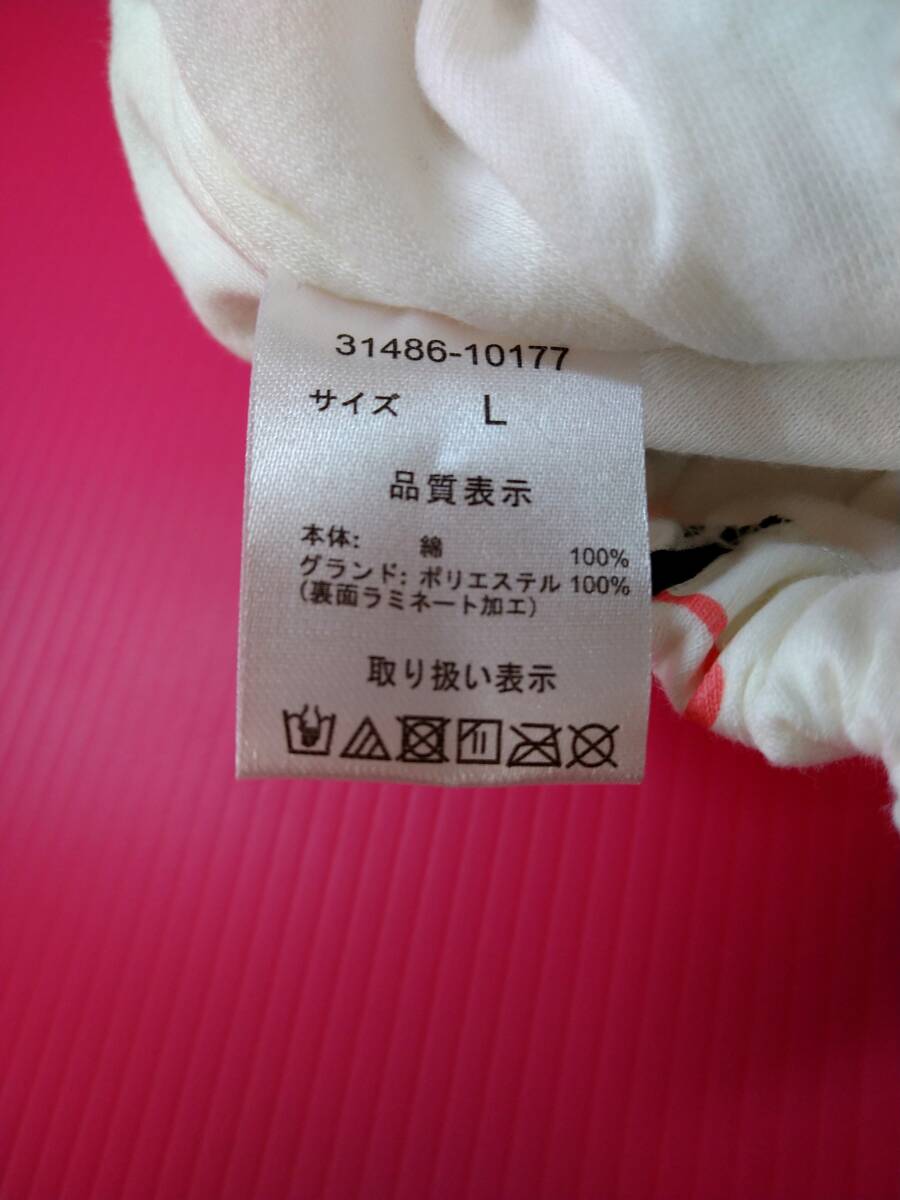 31486-10177
サイズ L
品質表示
本体: 綿 100%
グランド: ポリエステル 100%
(裏面ラミネート加工)
取り扱い表示